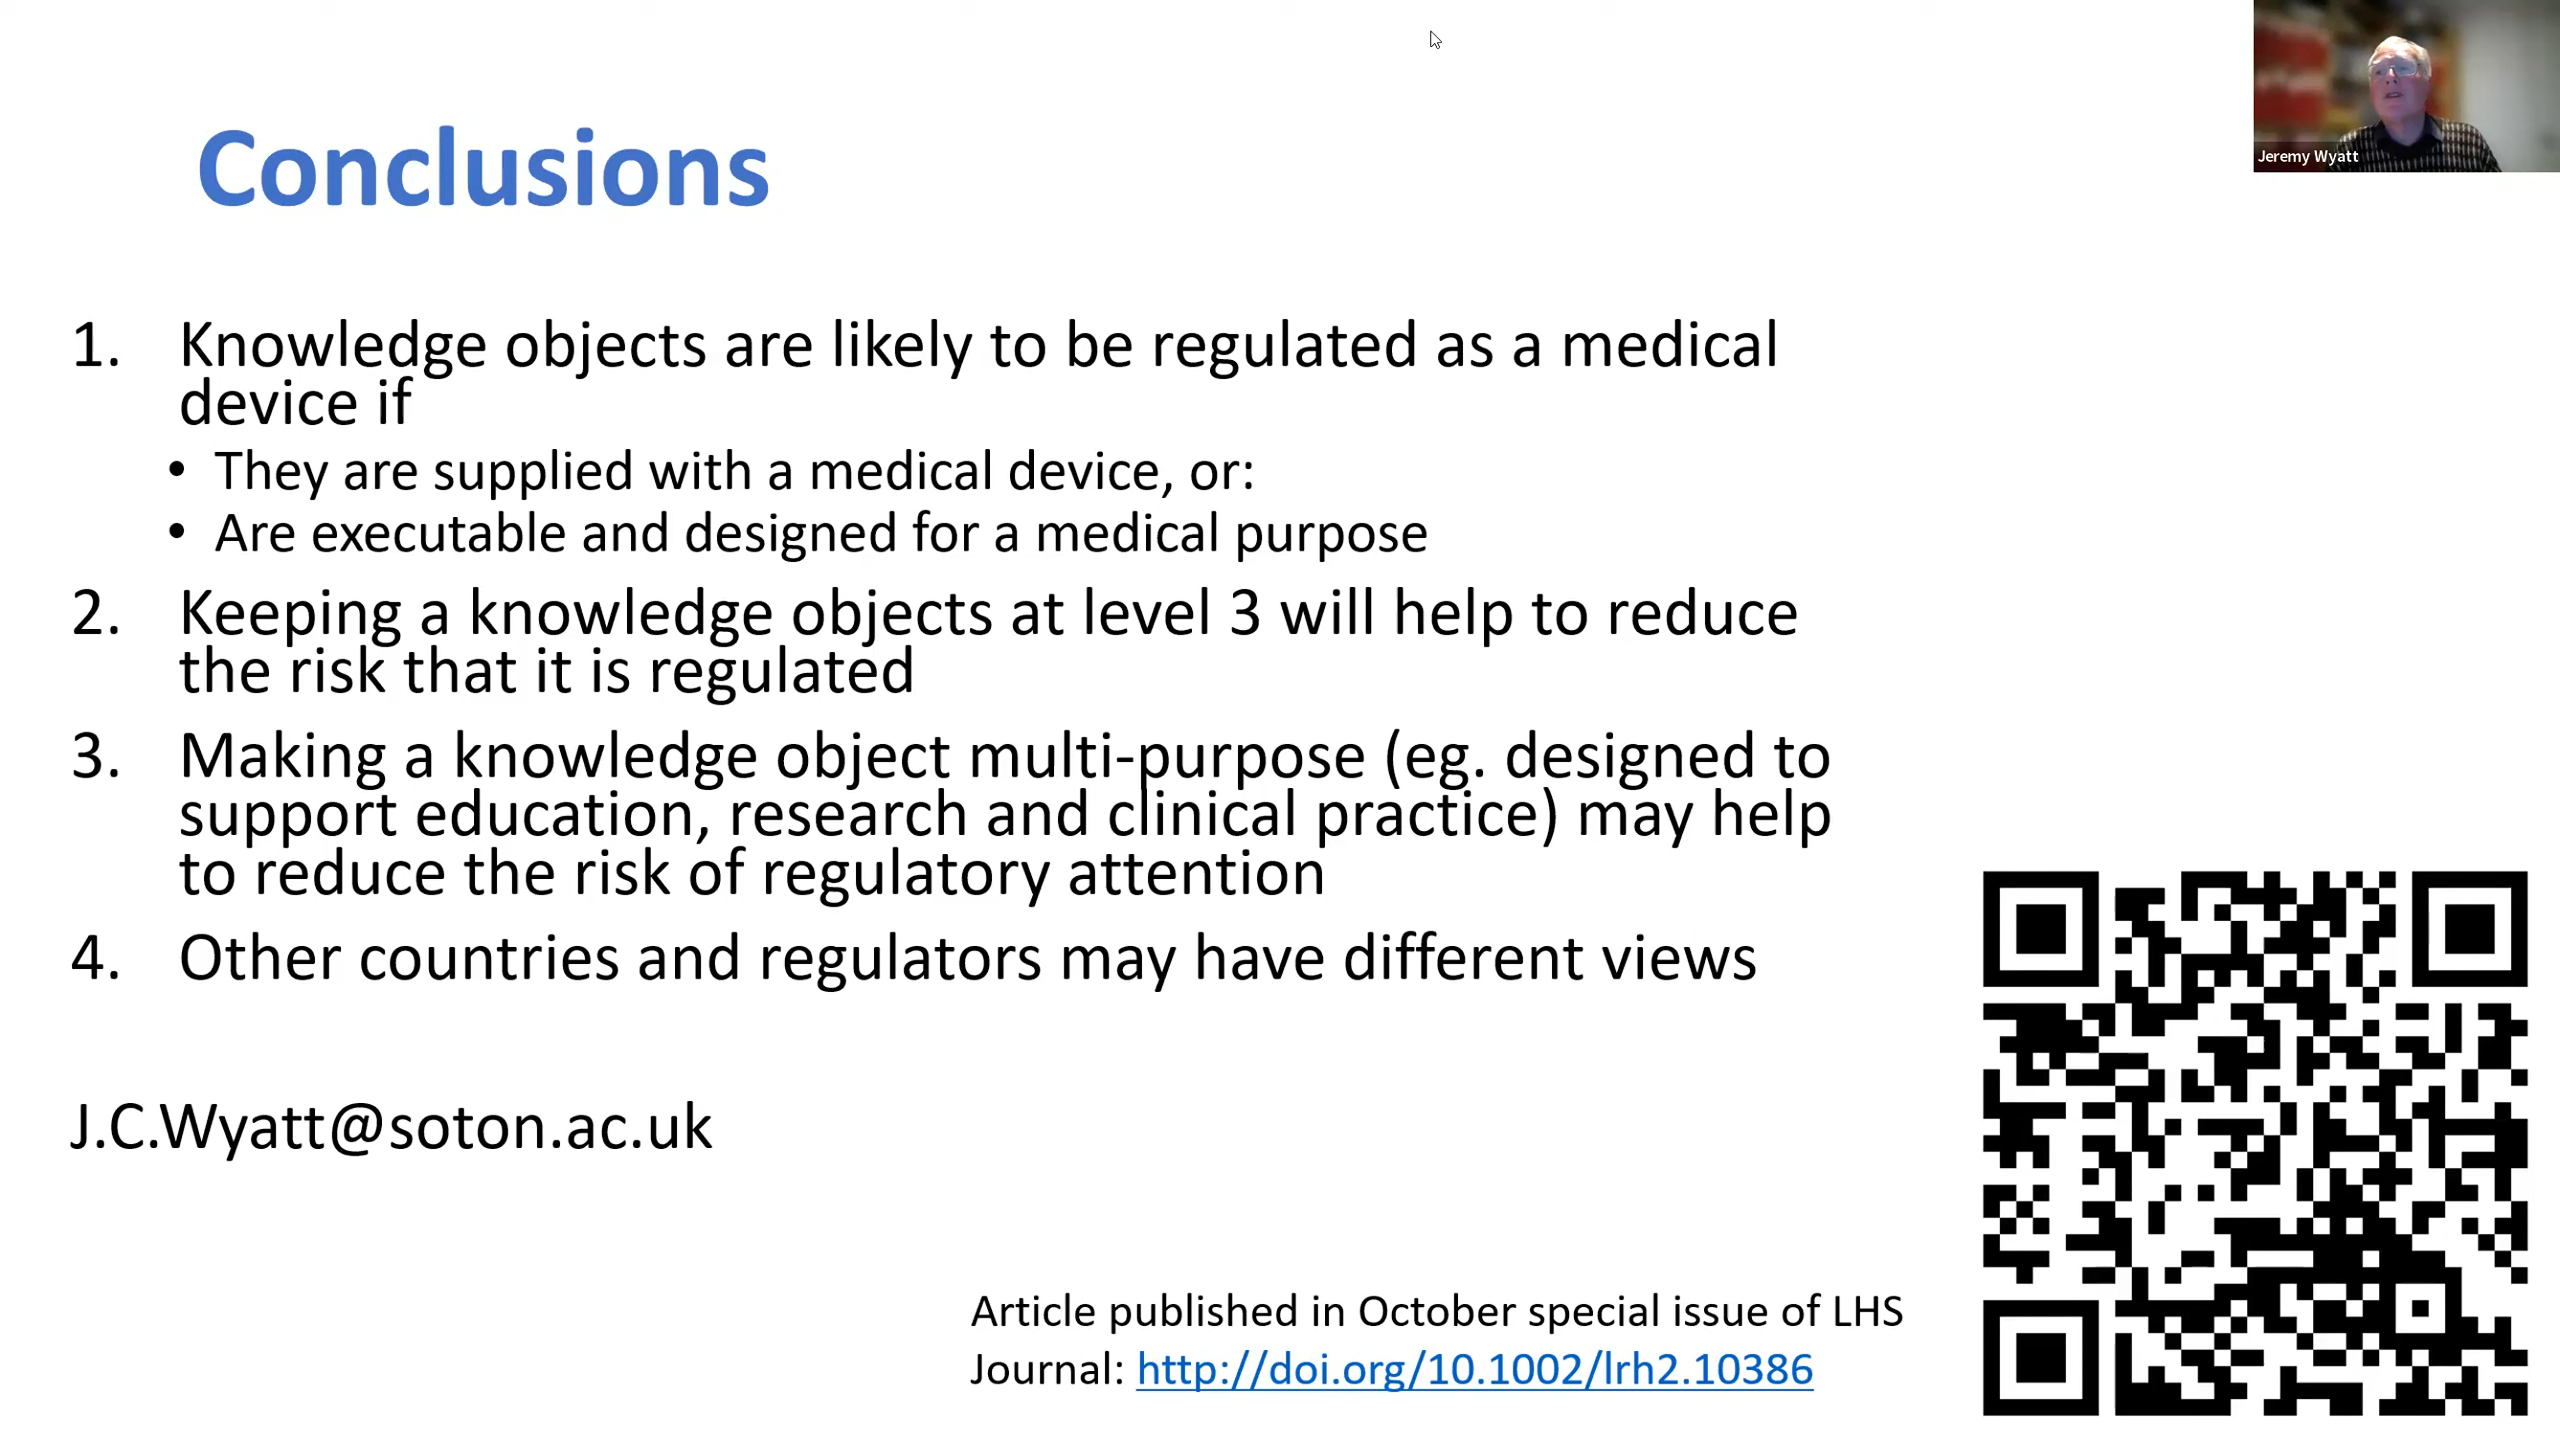 Jeremy Wyatt
Conclusions
1. Knowledge objects are likely to be regulated as a medical
device if
• They are supplied with a medical device, or:
• Are executable and designed for a medical purpose
2. Keeping a knowledge objects at level 3 will help to reduce
the risk that it is regulated
3. Making a knowledge object multi-purpose (eg. designed to
support education, research and clinical practice) may help
to reduce the risk of regulatory attention
4. Other countries and regulators may have different views
J.C.Wyatt@soton.ac.uk
Article published in October special issue of LHS
Journal: http://doi.org/10.1002/lrh2.10386